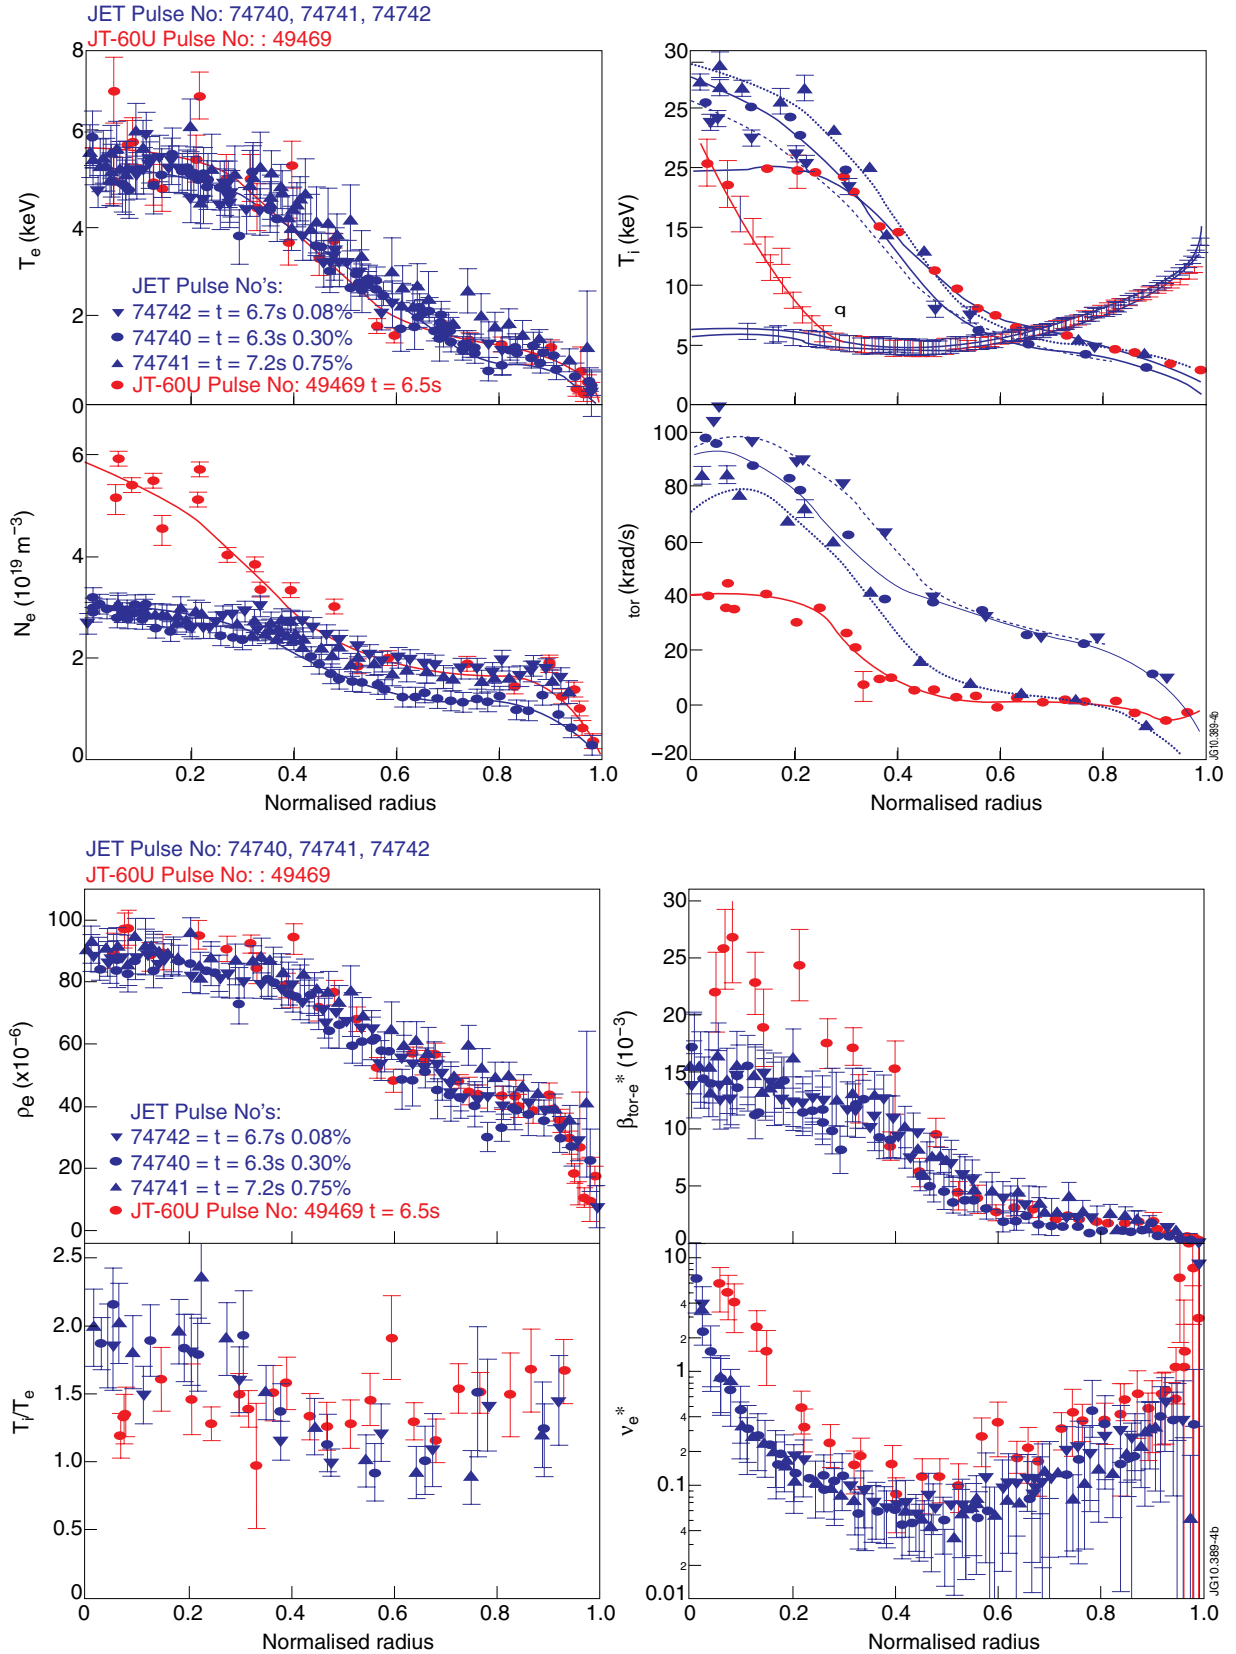 JET Pulse No: 74740, 74741, 74742
JT-60U Pulse No: : 49469
8
6
4
2
0
Te (keV)
JET Pulse No's:
74742 = t = 6.7s 0.08%
74740 = t = 6.3s 0.30%
74741 = t = 7.2s 0.75%
JT-60U Pulse No: 49469 t = 6.5s
30
25
25
15
10
5
0
Ti (keV)
q
6
4
2
0
Ne (10^19 m−3)
0.2 0.4 0.6 0.8 1.0
Normalised radius
100
80
60
40
20
0
−20
tor (krad/s)
0 0.2 0.4 0.6 0.8 1.0
Normalised radius
JG10.389-4b
JET Pulse No: 74740, 74741, 74742
JT-60U Pulse No: : 49469
100
80
60
40
20
0
ρe (x10−6)
JET Pulse No's:
74742 = t = 6.7s 0.08%
74740 = t = 6.3s 0.30%
74741 = t = 7.2s 0.75%
JT-60U Pulse No: 49469 t = 6.5s
30
25
20
15
10
5
0
βtor-e* (10−3)
2.5
2.0
1.5
1.0
0.5
0
Ti/Te
0 0.2 0.4 0.6 0.8 1.0
Normalised radius
10
4
2
1
4
2
0.1
4
2
0.01
νe*
0 0.2 0.4 0.6 0.8 1.0
Normalised radius
JG10.389-4b